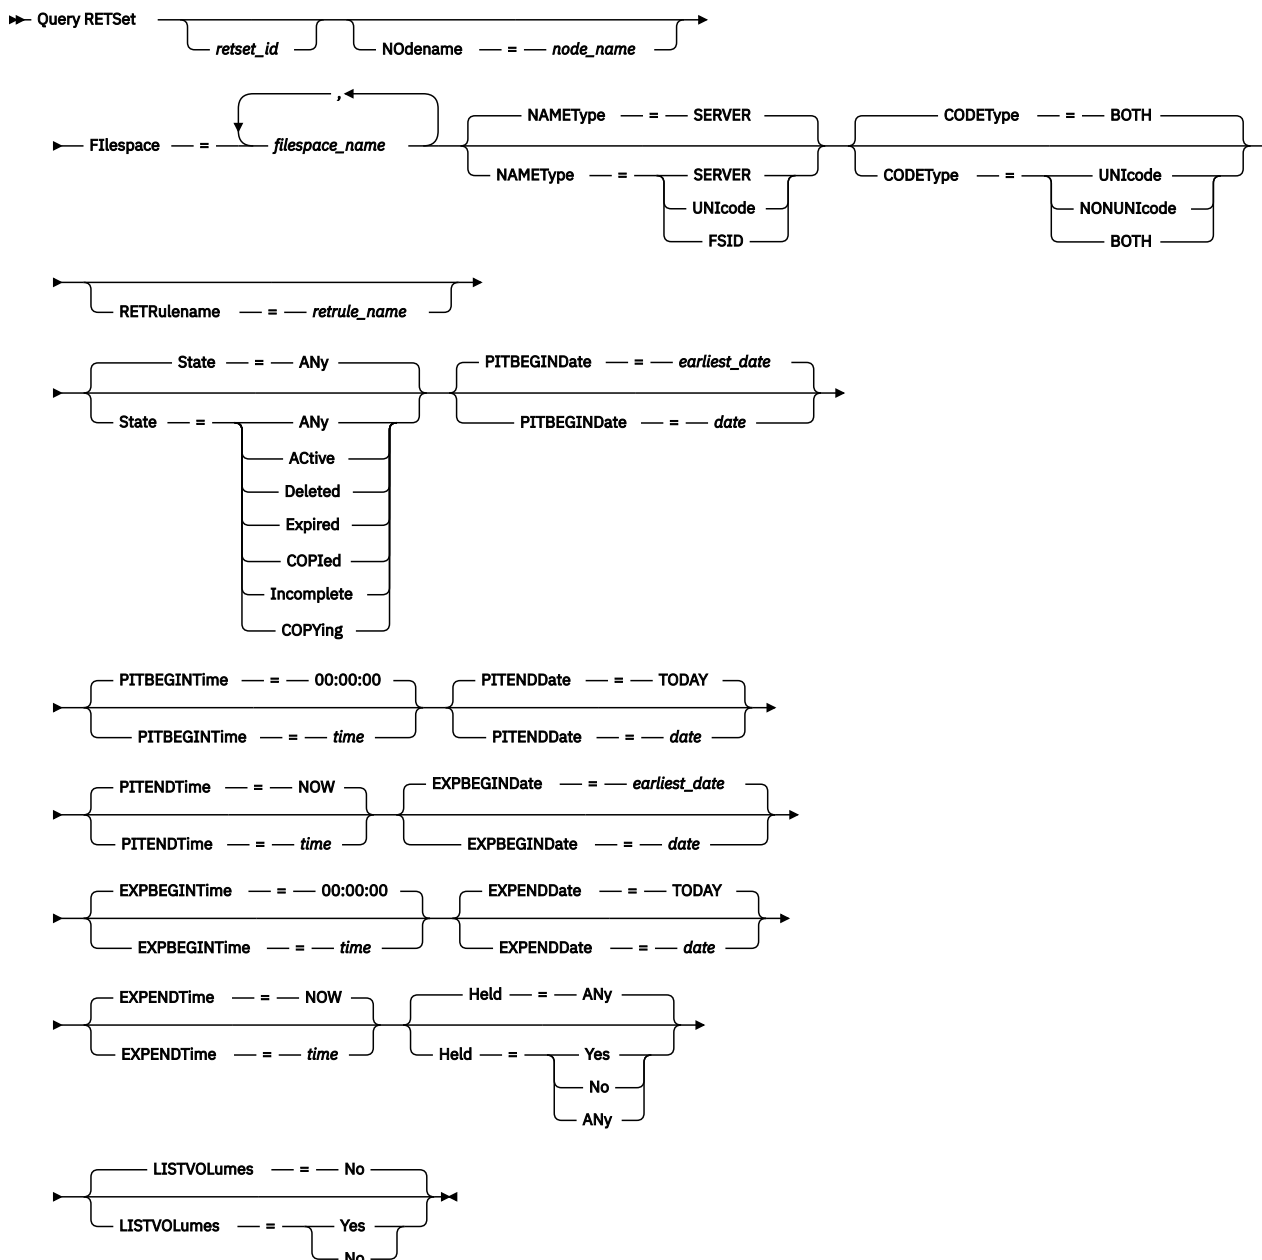 Query RETSet
retset_id
NOdename = node_name
,
FIlespace = filespace_name
NAMEType = SERVER
NAMEType = SERVER
UNIcode
FSID
CODEType = BOTH
CODEType = UNIcode
NONUNIcode
BOTH
RETRulename = retrule_name
State = ANy
State = ANy
ACtive
Deleted
Expired
COPIed
Incomplete
COPYing
PITBEGINDate = earliest_date
PITBEGINDate = date
PITBEGINTime = 00:00:00
PITBEGINTime = time
PITENDDate = TODAY
PITENDDate = date
PITENDTime = NOW
PITENDTime = time
EXPBEGINDate = earliest_date
EXPBEGINDate = date
EXPBEGINTime = 00:00:00
EXPBEGINTime = time
EXPENDDate = TODAY
EXPENDDate = date
EXPENDTime = NOW
EXPENDTime = time
Held = ANy
Held = Yes
No
ANy
LISTVOLumes = No
LISTVOLumes = Yes
No